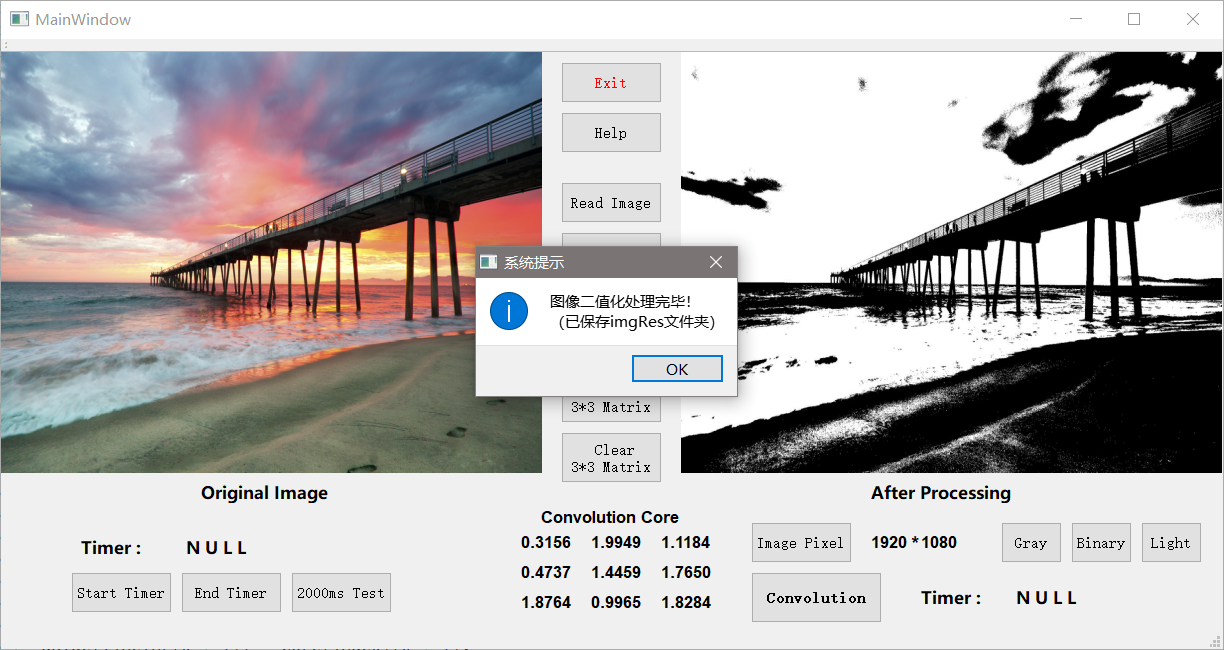 MainWindow
Exit
Help
Read Image
系统提示
图像二值化处理完毕!
(已保存imgRes文件夹)
OK
3*3 Matrix
Clear
3*3 Matrix
Original Image
After Processing
Convolution Core
0.3156 1.9949 1.1184
0.4737 1.4459 1.7650
1.8764 0.9965 1.8284
Timer : N U L L
Start Timer
End Timer
2000ms Test
Image Pixel
1920 * 1080
Gray
Binary
Light
Convolution
Timer : N U L L